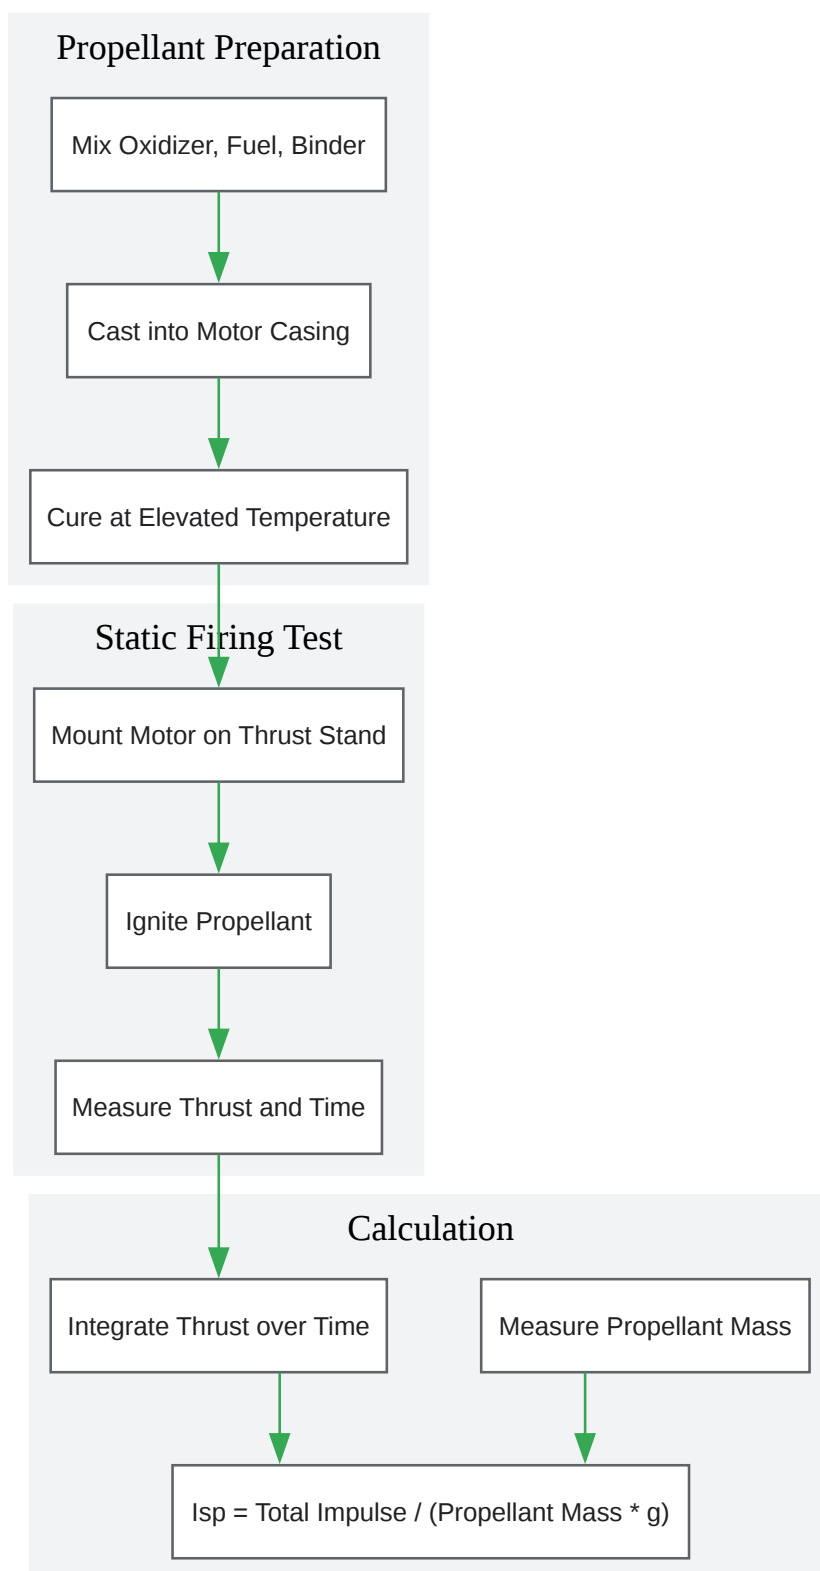 Propellant Preparation
Mix Oxidizer, Fuel, Binder
Cast into Motor Casing
Cure at Elevated Temperature
Static Firing Test
Mount Motor on Thrust Stand
Ignite Propellant
Measure Thrust and Time
Calculation
Integrate Thrust over Time
Measure Propellant Mass
Isp = Total Impulse / (Propellant Mass * g)